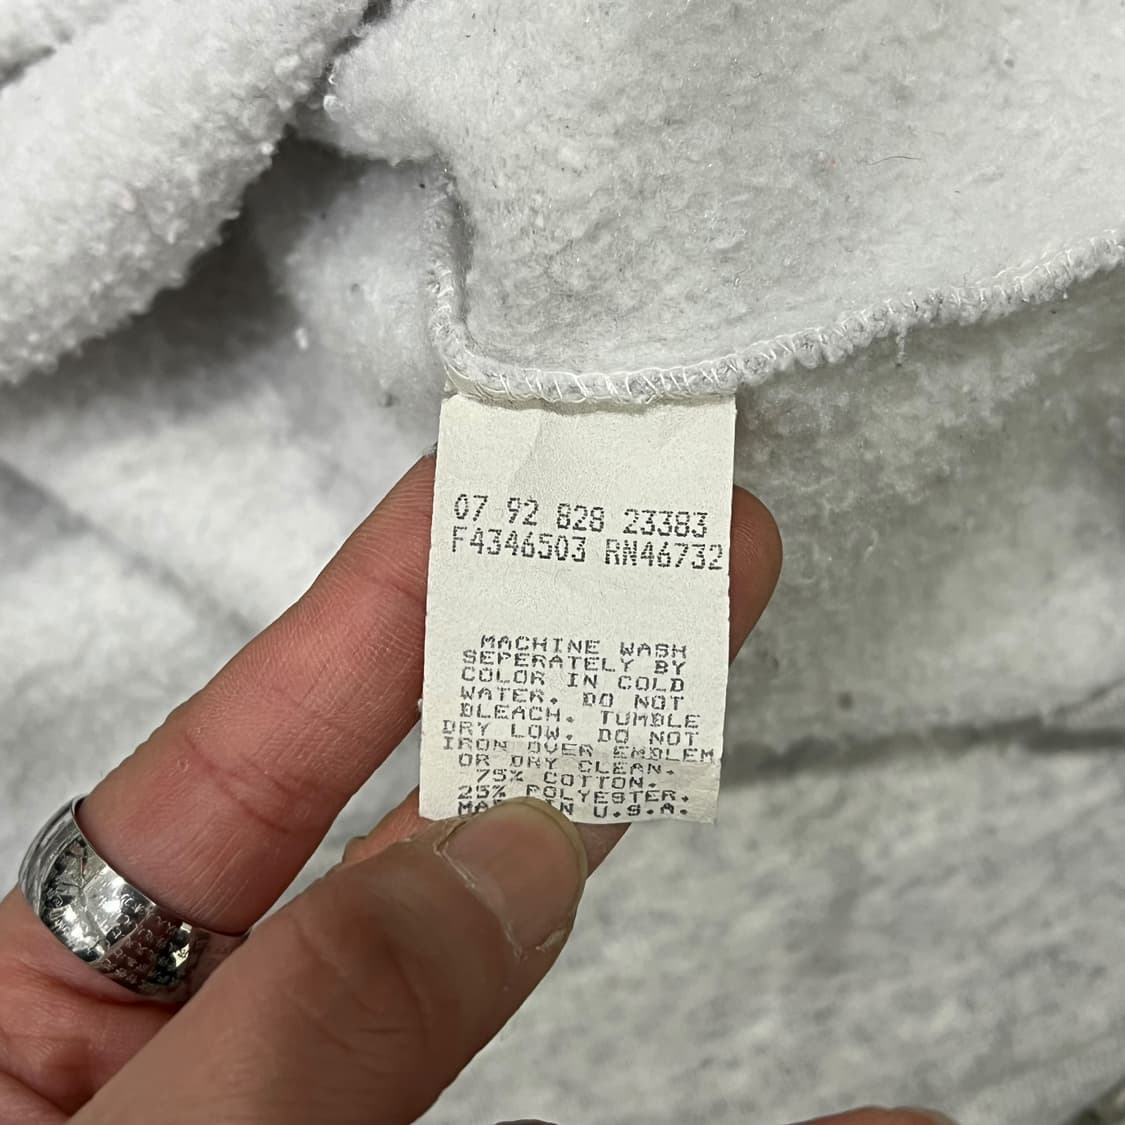 07 92 828 23383
F4346503 RN46732
MACHINE WASH
SEPERATELY BY
COLOR IN COLD
WATER. DO NOT
BLEACH. TUMBLE
DRY LOW. DO NOT
IRON OVER EMBLEM
OR DRY CLEAN.
75% COTTON.
25% POLYESTER.
U.S.A.